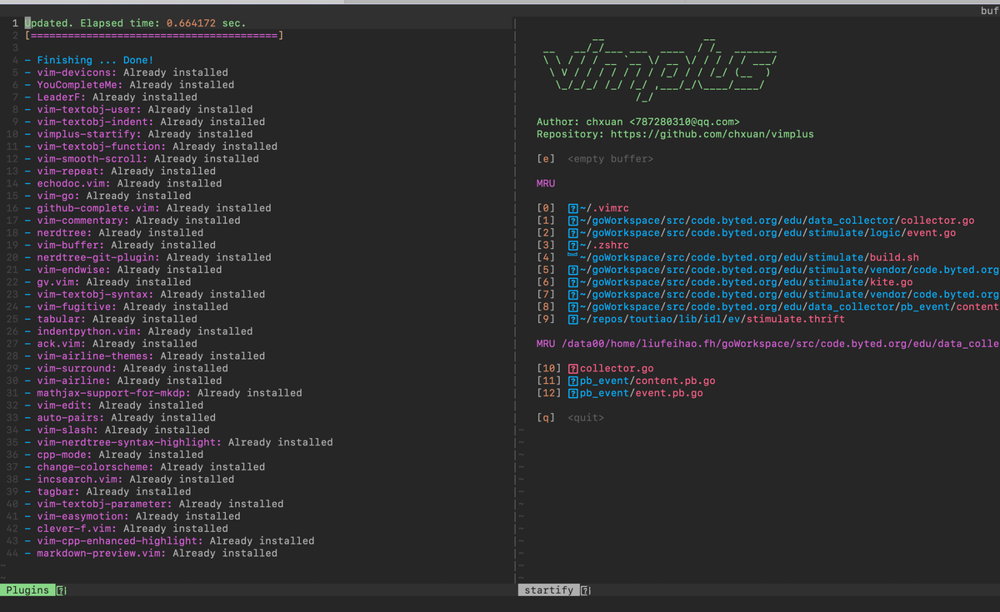 buf
1 Updated. Elapsed time: 0.664172 sec.
2 [========================================]
3
4 - Finishing ... Done!
5 - vim-devicons: Already installed
6 - YouCompleteMe: Already installed
7 - LeaderF: Already installed
8 - vim-textobj-user: Already installed
9 - vim-textobj-indent: Already installed
10 - vimplus-startify: Already installed
11 - vim-textobj-function: Already installed
12 - vim-smooth-scroll: Already installed
13 - vim-repeat: Already installed
14 - echodoc.vim: Already installed
15 - vim-go: Already installed
16 - github-complete.vim: Already installed
17 - vim-commentary: Already installed
18 - nerdtree: Already installed
19 - vim-buffer: Already installed
20 - nerdtree-git-plugin: Already installed
21 - vim-endwise: Already installed
22 - gv.vim: Already installed
23 - vim-textobj-syntax: Already installed
24 - vim-fugitive: Already installed
25 - tabular: Already installed
26 - indentpython.vim: Already installed
27 - ack.vim: Already installed
28 - vim-airline-themes: Already installed
29 - vim-surround: Already installed
30 - vim-airline: Already installed
31 - mathjax-support-for-mkdp: Already installed
32 - vim-edit: Already installed
33 - auto-pairs: Already installed
34 - vim-slash: Already installed
35 - vim-nerdtree-syntax-highlight: Already installed
36 - cpp-mode: Already installed
37 - change-colorscheme: Already installed
38 - incsearch.vim: Already installed
39 - tagbar: Already installed
40 - vim-textobj-parameter: Already installed
41 - vim-easymotion: Already installed
42 - clever-f.vim: Already installed
43 - vim-cpp-enhanced-highlight: Already installed
44 - markdown-preview.vim: Already installed
Plugins
vimplus
Author: chxuan <787280310@qq.com>
Repository: https://github.com/chxuan/vimplus
[e] <empty buffer>
MRU
[0] ~/.vimrc
[1] ~/goWorkspace/src/code.byted.org/edu/data_collector/collector.go
[2] ~/goWorkspace/src/code.byted.org/edu/stimulate/logic/event.go
[3] ~/.zshrc
[4] ~/goWorkspace/src/code.byted.org/edu/stimulate/build.sh
[5] ~/goWorkspace/src/code.byted.org/edu/stimulate/vendor/code.byted.org
[6] ~/goWorkspace/src/code.byted.org/edu/stimulate/kite.go
[7] ~/goWorkspace/src/code.byted.org/edu/stimulate/vendor/code.byted.org
[8] ~/goWorkspace/src/code.byted.org/edu/data_collector/pb_event/content
[9] ~/repos/toutiao/lib/idl/ev/stimulate.thrift
MRU /data00/home/liufeihao.fh/goWorkspace/src/code.byted.org/edu/data_colle
[10] collector.go
[11] pb_event/content.pb.go
[12] pb_event/event.pb.go
[q] <quit>
startify